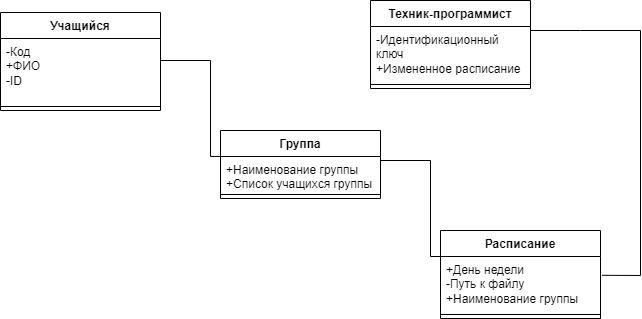 Учащийся
-Код
+ФИО
-ID
Техник-программист
-Идентификационный
ключ
+Измененное расписание
Группа
+Наименование группы
+Список учащихся группы
Расписание
+День недели
-Путь к файлу
+Наименование группы